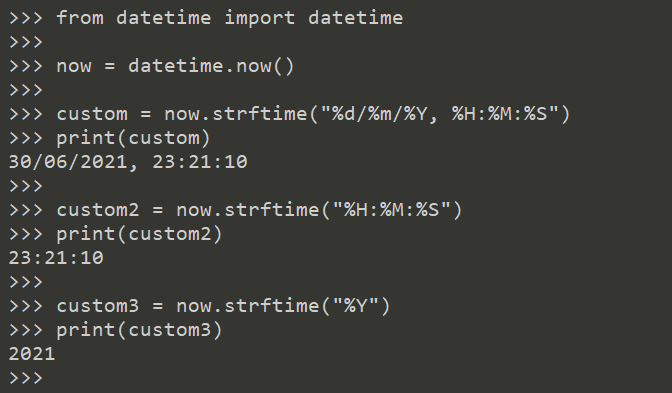 >>> from datetime import datetime
>>>
>>> now = datetime.now()
>>>
>>> custom = now.strftime("%d/%m/%Y, %H:%M:%S")
>>> print(custom)
30/06/2021, 23:21:10
>>>
>>> custom2 = now.strftime("%H:%M:%S")
>>> print(custom2)
23:21:10
>>>
>>> custom3 = now.strftime("%Y")
>>> print(custom3)
2021
>>>